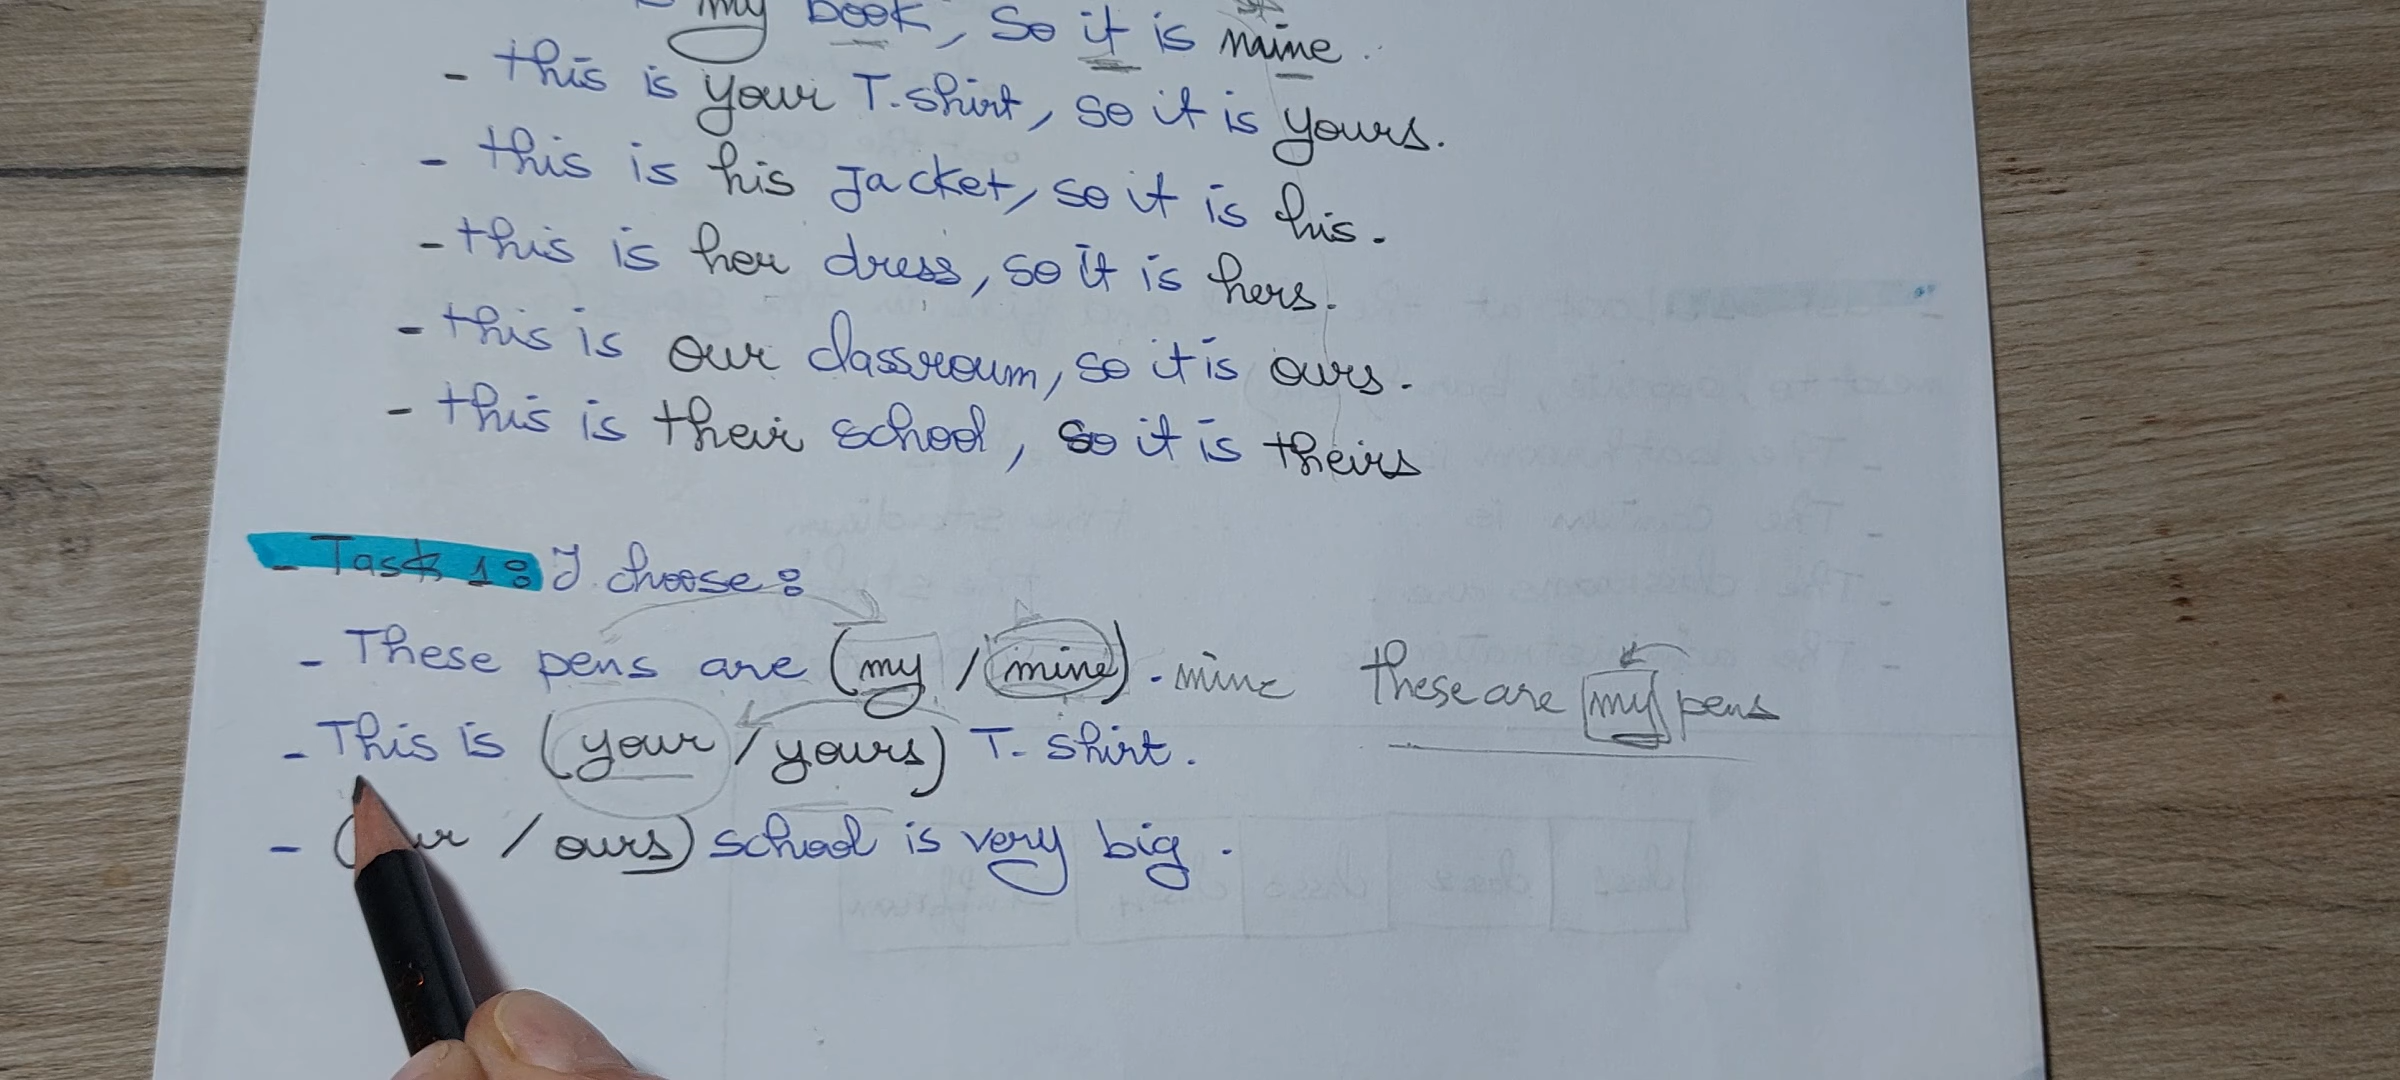 my book, So it is mine.
- this is your T.shirt, so it is yours.
- this is his Jacket, so it is his.
- this is her dress, so it is hers.
- this is our classroum, so it is ours.
- this is their school, so it is theirs
- Task 1: I choose:
- These pens are (my / mine). mine these are my pens
- This is (your / yours) T-shirt.
- ( / ours) school is very big.